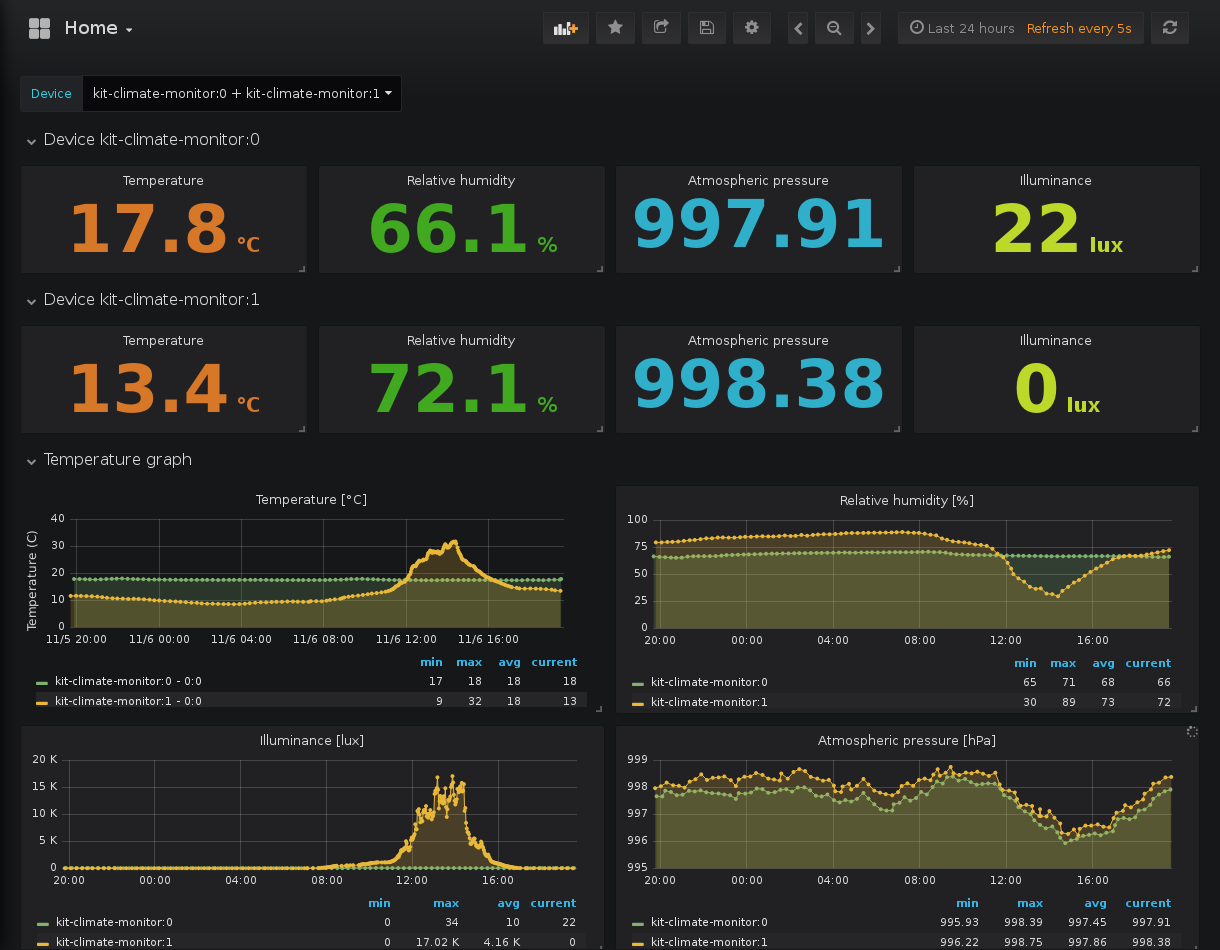 Home
Last 24 hours Refresh every 5s
Device kit-climate-monitor:0 + kit-climate-monitor:1
Device kit-climate-monitor:0
Temperature Relative humidity Atmospheric pressure Illuminance
17.8 °C 66.1 % 997.91 22 lux
Device kit-climate-monitor:1
Temperature Relative humidity Atmospheric pressure Illuminance
13.4 °C 72.1 % 998.38 0 lux
Temperature graph
Temperature [°C]
Temperature (C)
40
30
20
10
0
11/5 20:00 11/6 00:00 11/6 04:00 11/6 08:00 11/6 12:00 11/6 16:00
min max avg current
kit-climate-monitor:0 - 0:0 17 18 18 18
kit-climate-monitor:1 - 0:0 9 32 18 13
Relative humidity [%]
100
75
50
25
0
20:00 00:00 04:00 08:00 12:00 16:00
min max avg current
kit-climate-monitor:0 65 71 68 66
kit-climate-monitor:1 30 89 73 72
Illuminance [lux]
20 K
15 K
10 K
5 K
0
20:00 00:00 04:00 08:00 12:00 16:00
min max avg current
kit-climate-monitor:0 0 34 10 22
kit-climate-monitor:1 0 17.02 K 4.16 K 0
Atmospheric pressure [hPa]
999
998
997
996
995
20:00 00:00 04:00 08:00 12:00 16:00
min max avg current
kit-climate-monitor:0 995.93 998.39 997.45 997.91
kit-climate-monitor:1 996.22 998.75 997.86 998.38